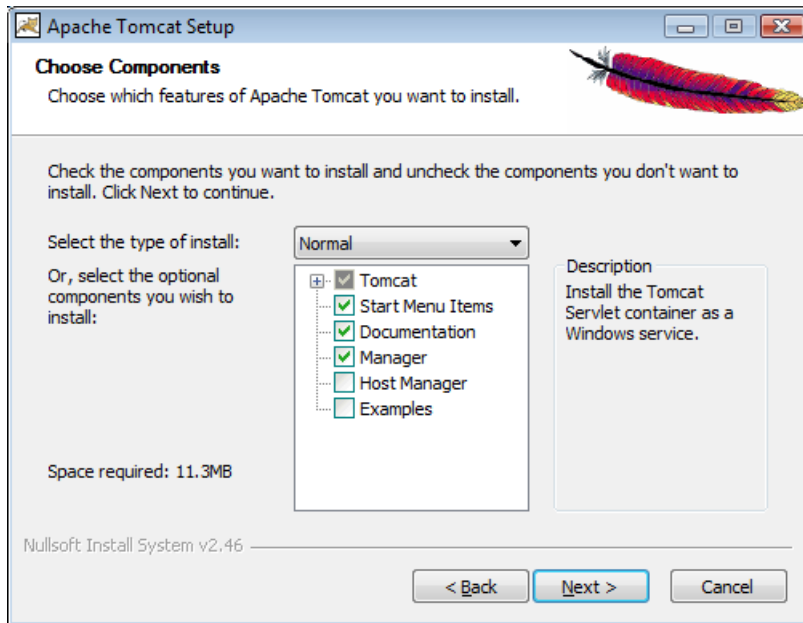 Apache Tomcat Setup
Choose Components
Choose which features of Apache Tomcat you want to install.
Check the components you want to install and uncheck the components you don't want to
install. Click Next to continue.
Select the type of install:
Normal
Or, select the optional
components you wish to
install:
Tomcat
Start Menu Items
Documentation
Manager
Host Manager
Examples
Description
Install the Tomcat
Servlet container as a
Windows service.
Space required: 11.3MB
Nullsoft Install System v2.46
< Back
Next >
Cancel